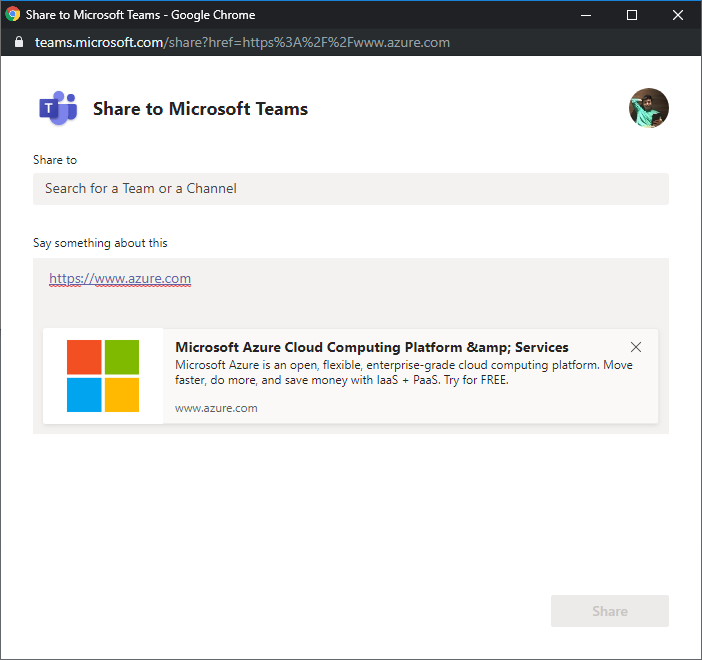 Share to Microsoft Teams - Google Chrome
teams.microsoft.com/share?href=https%3A%2F%2Fwww.azure.com
T
Share to Microsoft Teams
Share to
Search for a Team or a Channel
Say something about this
https://www.azure.com
Microsoft Azure Cloud Computing Platform &amp; Services
Microsoft Azure is an open, flexible, enterprise-grade cloud computing platform. Move
faster, do more, and save money with IaaS + PaaS. Try for FREE.
www.azure.com
Share